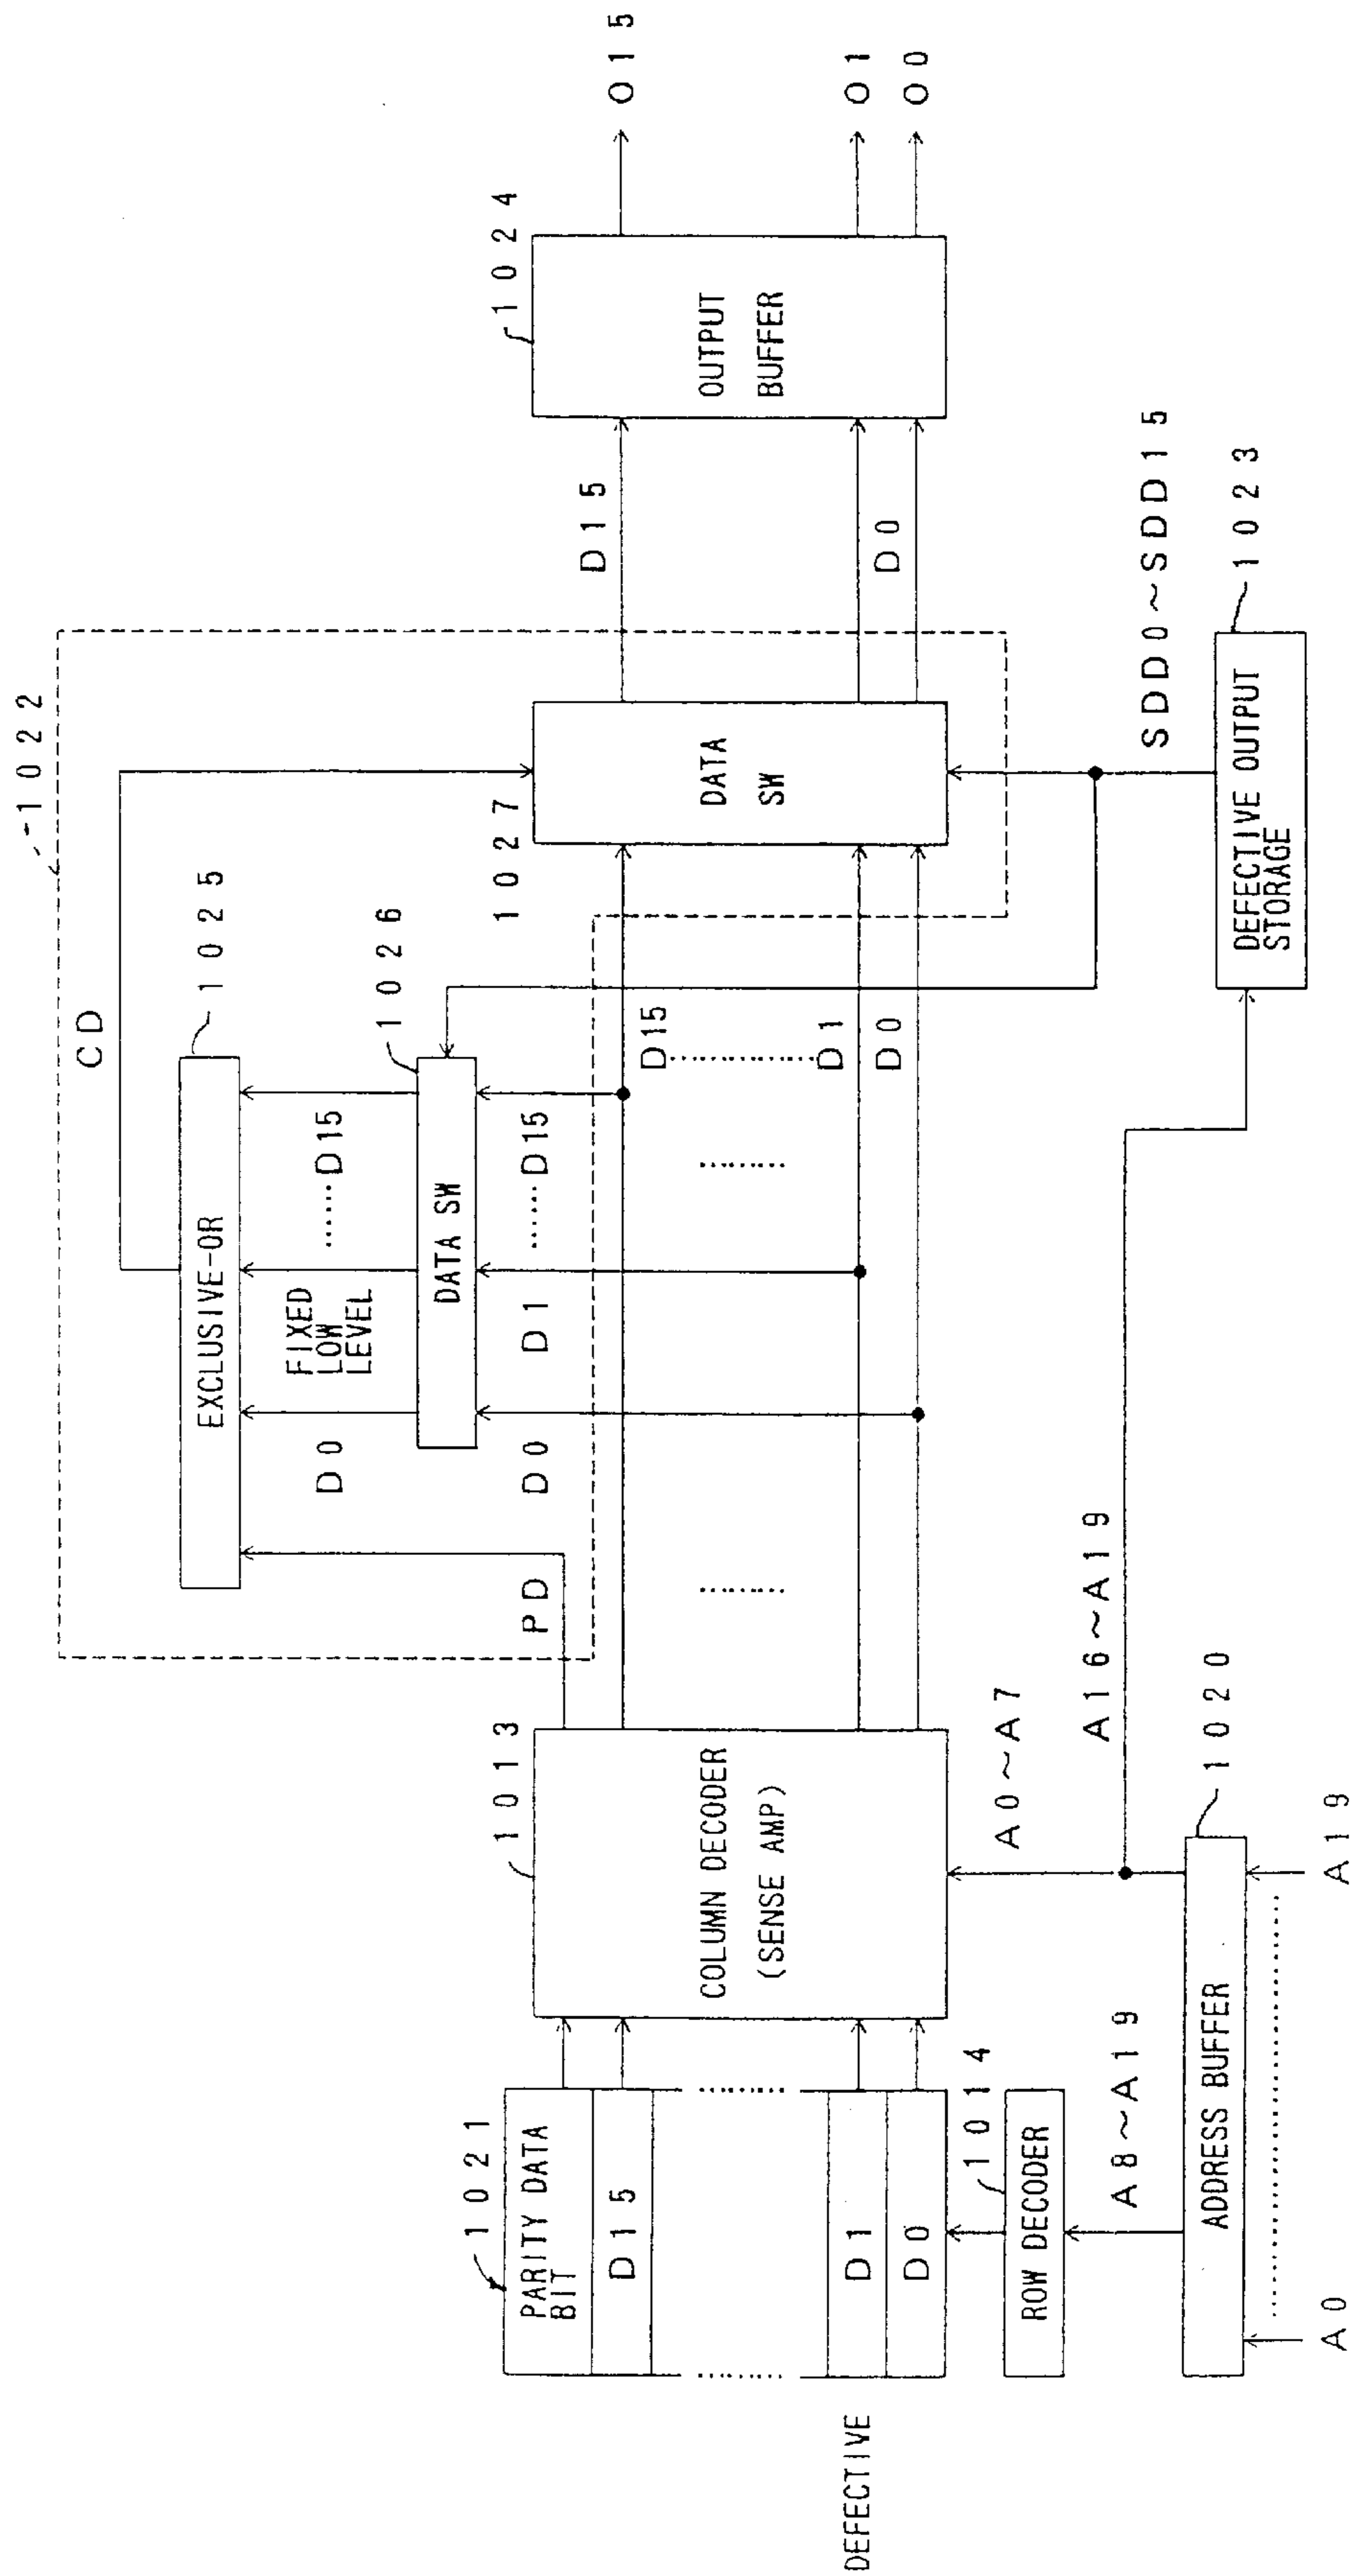 1022
CD
1025
EXCLUSIVE-OR
D0
FIXED
LOW
LEVEL
......D15
1026
DATA SW
D0
D1
......D15
PD
1027
DATA
SW
D15
D0
1024
OUTPUT
BUFFER
O15
O1
O0
1021
PARITY DATA
BIT
D15
D1
D0
DEFECTIVE
1013
COLUMN DECODER
(SENSE AMP)
D15
D1
D0
1014
ROW DECODER
A8~A19
A0~A7
A16~A19
1020
ADDRESS BUFFER
A0
A19
SDD0~SDD15
1023
DEFECTIVE OUTPUT
STORAGE